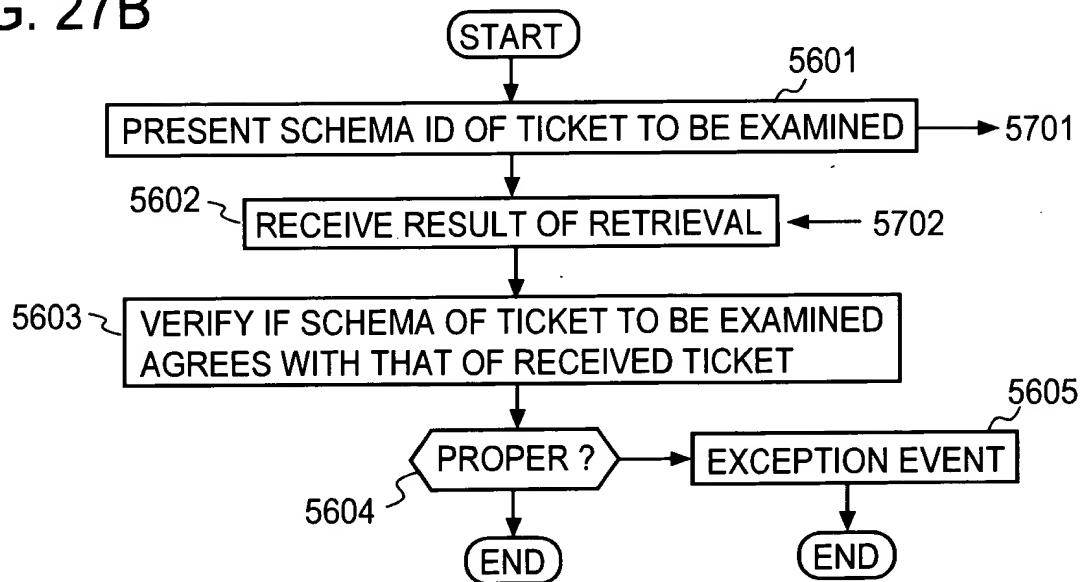 G. 27B
START
5601
PRESENT SCHEMA ID OF TICKET TO BE EXAMINED
5701
5602
RECEIVE RESULT OF RETRIEVAL
5702
5603
VERIFY IF SCHEMA OF TICKET TO BE EXAMINED
AGREES WITH THAT OF RECEIVED TICKET
5605
PROPER ?
EXCEPTION EVENT
5604
END
END